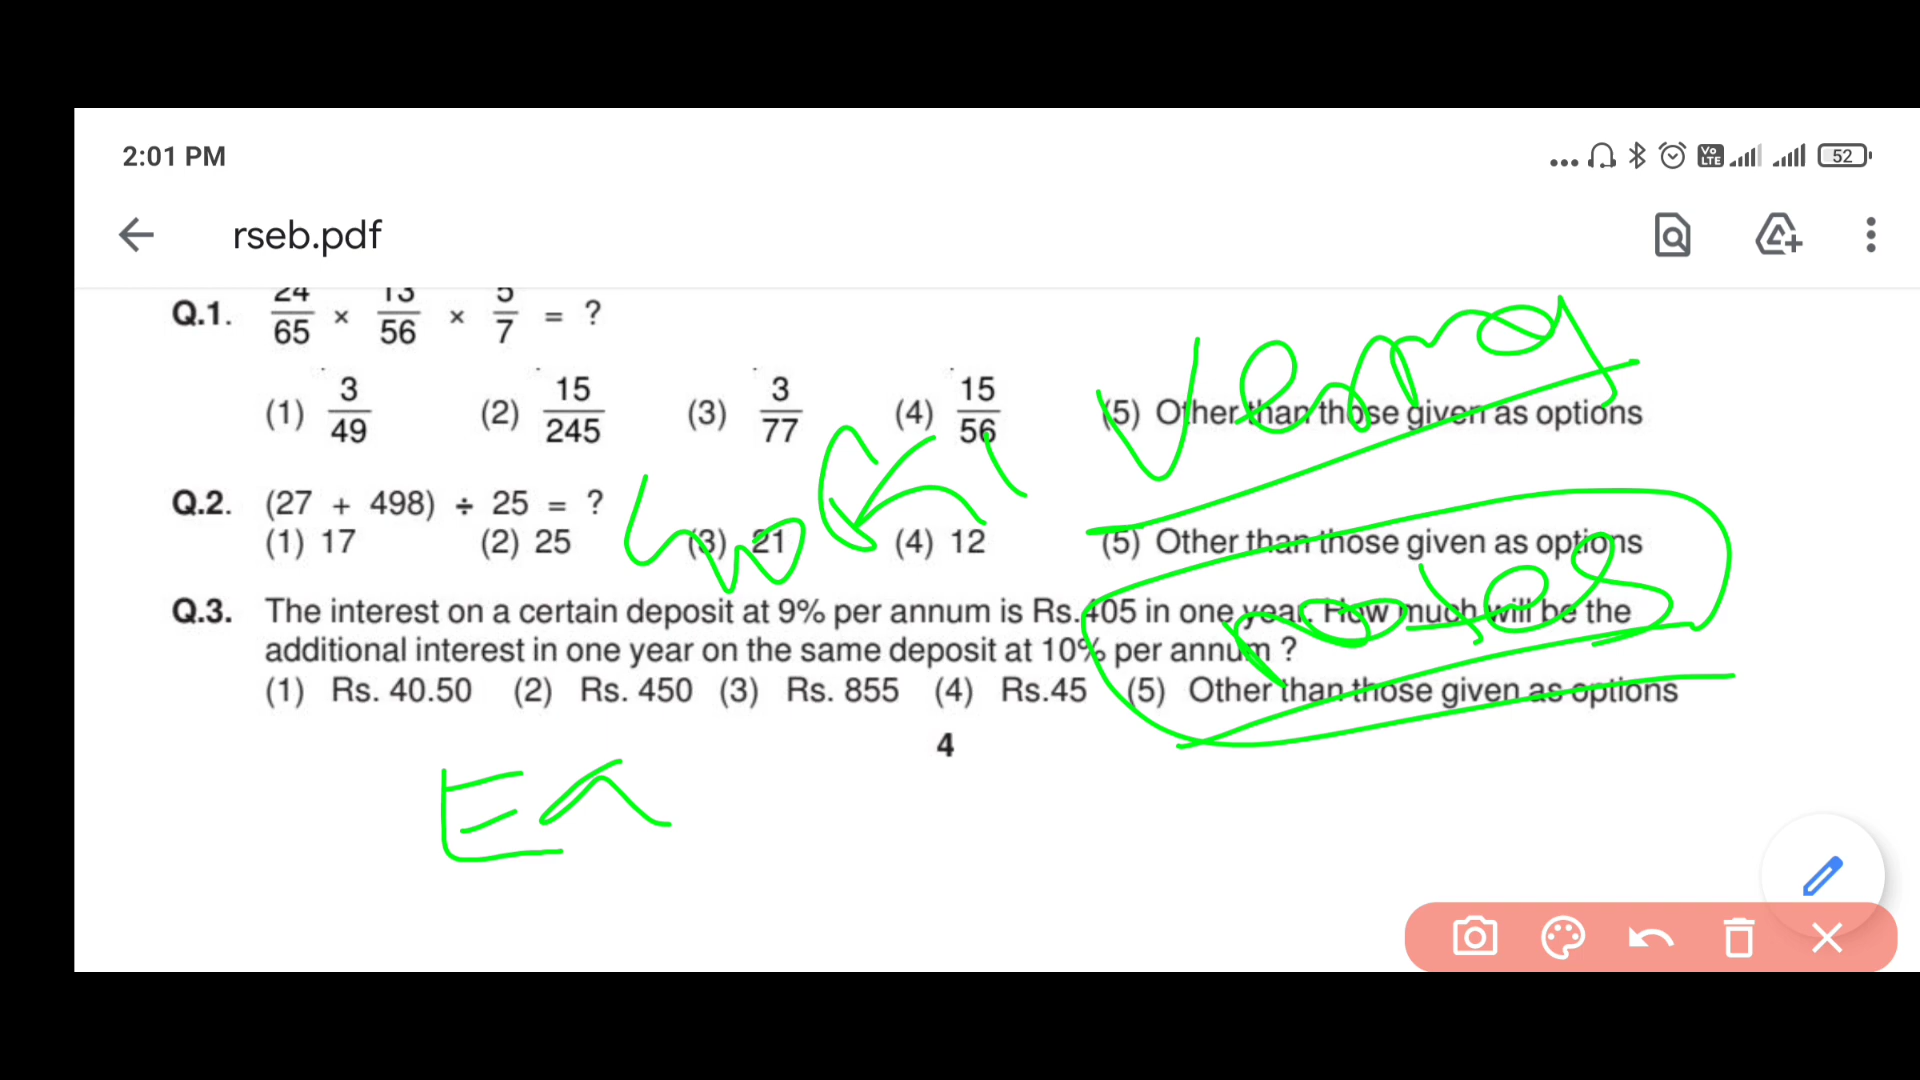 2:01 PM ... Vo LTE 52
rseb.pdf
Q.1. 24/65 × 13/56 × 5/7 = ?
(1) 3/49 (2) 15/245 (3) 3/77 (4) 15/56 (5) Other than those given as options
Verma
Q.2. (27 + 498) ÷ 25 = ?
(1) 17 (2) 25 (3) 21 (4) 12 (5) Other than those given as options
Q.3. The interest on a certain deposit at 9% per annum is Rs.405 in one year. How much will be the
notes
additional interest in one year on the same deposit at 10% per annum ?
(1) Rs. 40.50 (2) Rs. 450 (3) Rs. 855 (4) Rs.45 (5) Other than those given as options
4